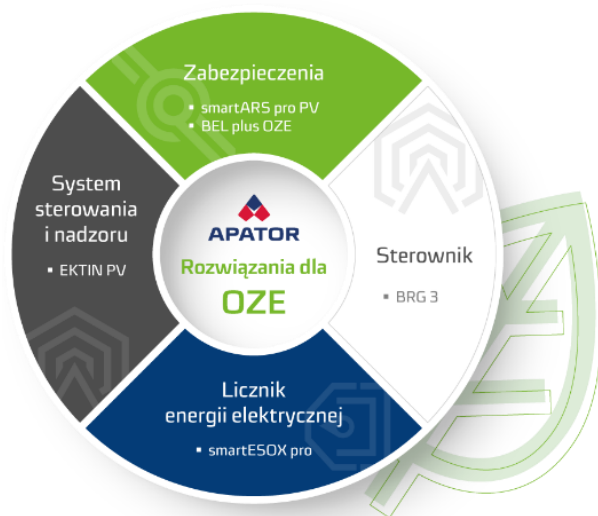 Zabezpieczenia
▪ smartARS pro PV
▪ BEL plus OZE
System
sterowania
i nadzoru
▪ EKTIN PV
APATOR
Rozwiązania dla
OZE
Sterownik
▪ BRG 3
Licznik
energii elektrycznej
▪ smartESOX pro